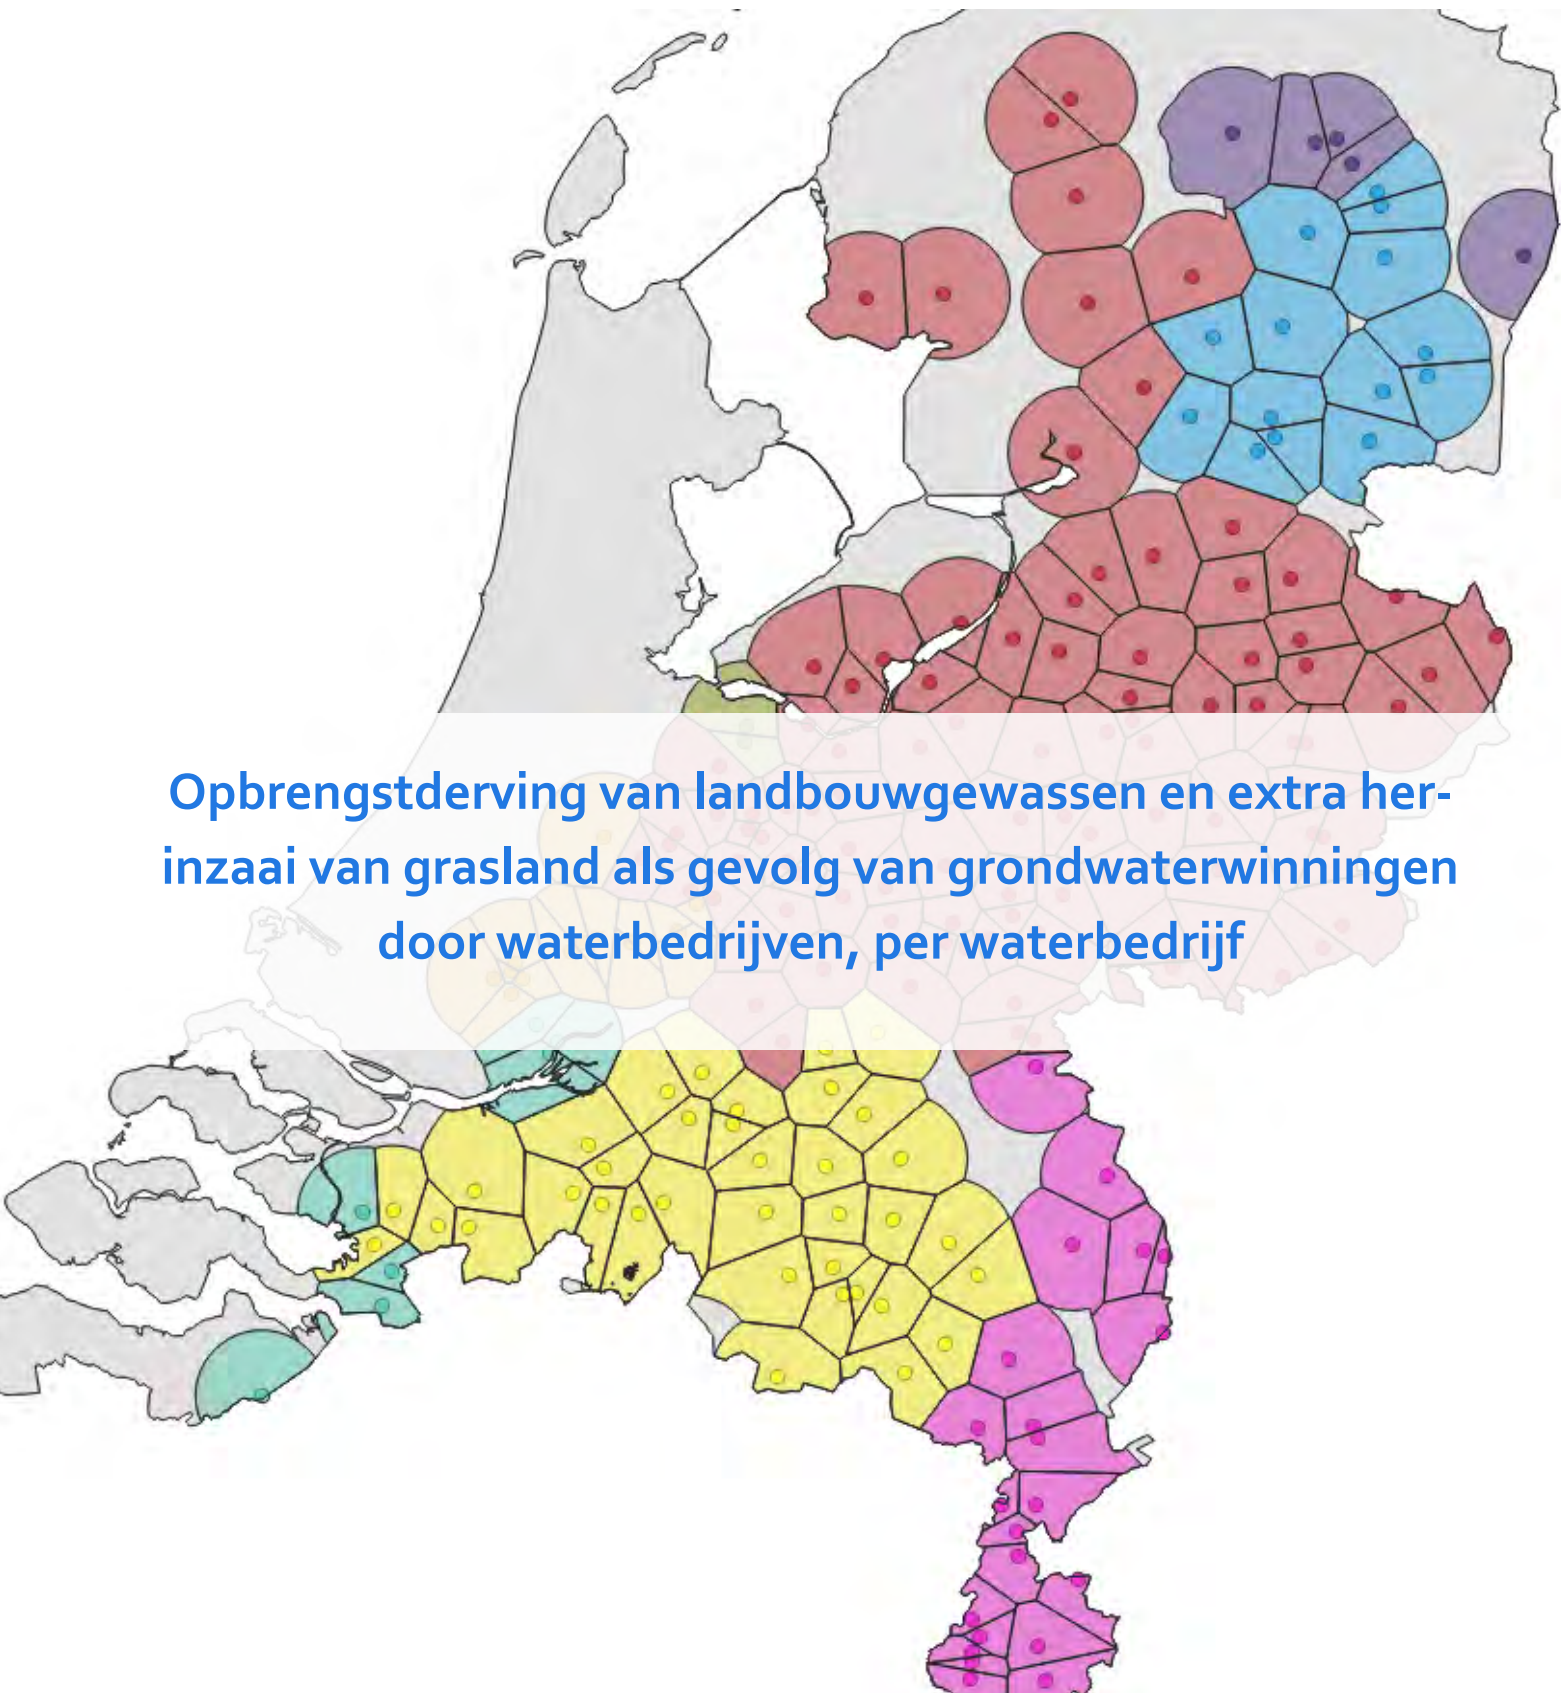 Opbrengstderving van landbouwgewassen en extra her-
inzaai van grasland als gevolg van grondwaterwinningen
door waterbedrijven, per waterbedrijf